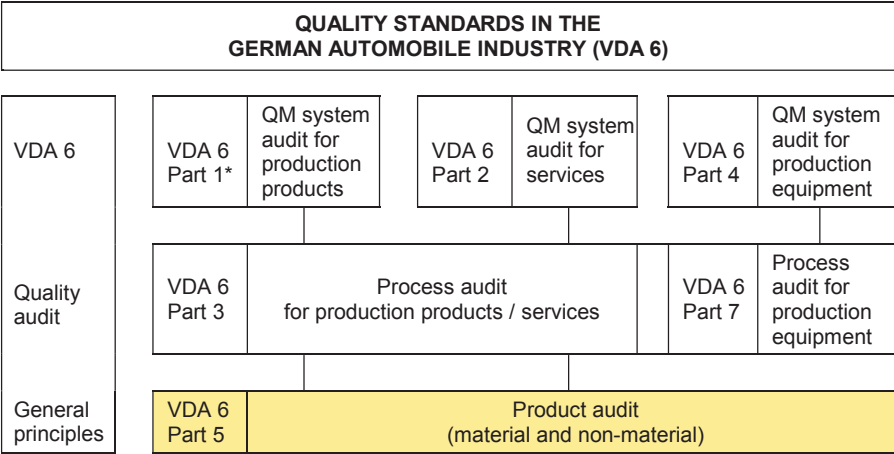 QUALITY STANDARDS IN THE
GERMAN AUTOMOBILE INDUSTRY (VDA 6)
VDA 6
VDA 6
Part 1*
QM system
audit for
production
products
VDA 6
Part 2
QM system
audit for
services
VDA 6
Part 4
QM system
audit for
production
equipment
Quality
audit
VDA 6
Part 3
Process audit
for production products / services
VDA 6
Part 7
Process
audit for
production
equipment
General
principles
VDA 6
Part 5
Product audit
(material and non-material)